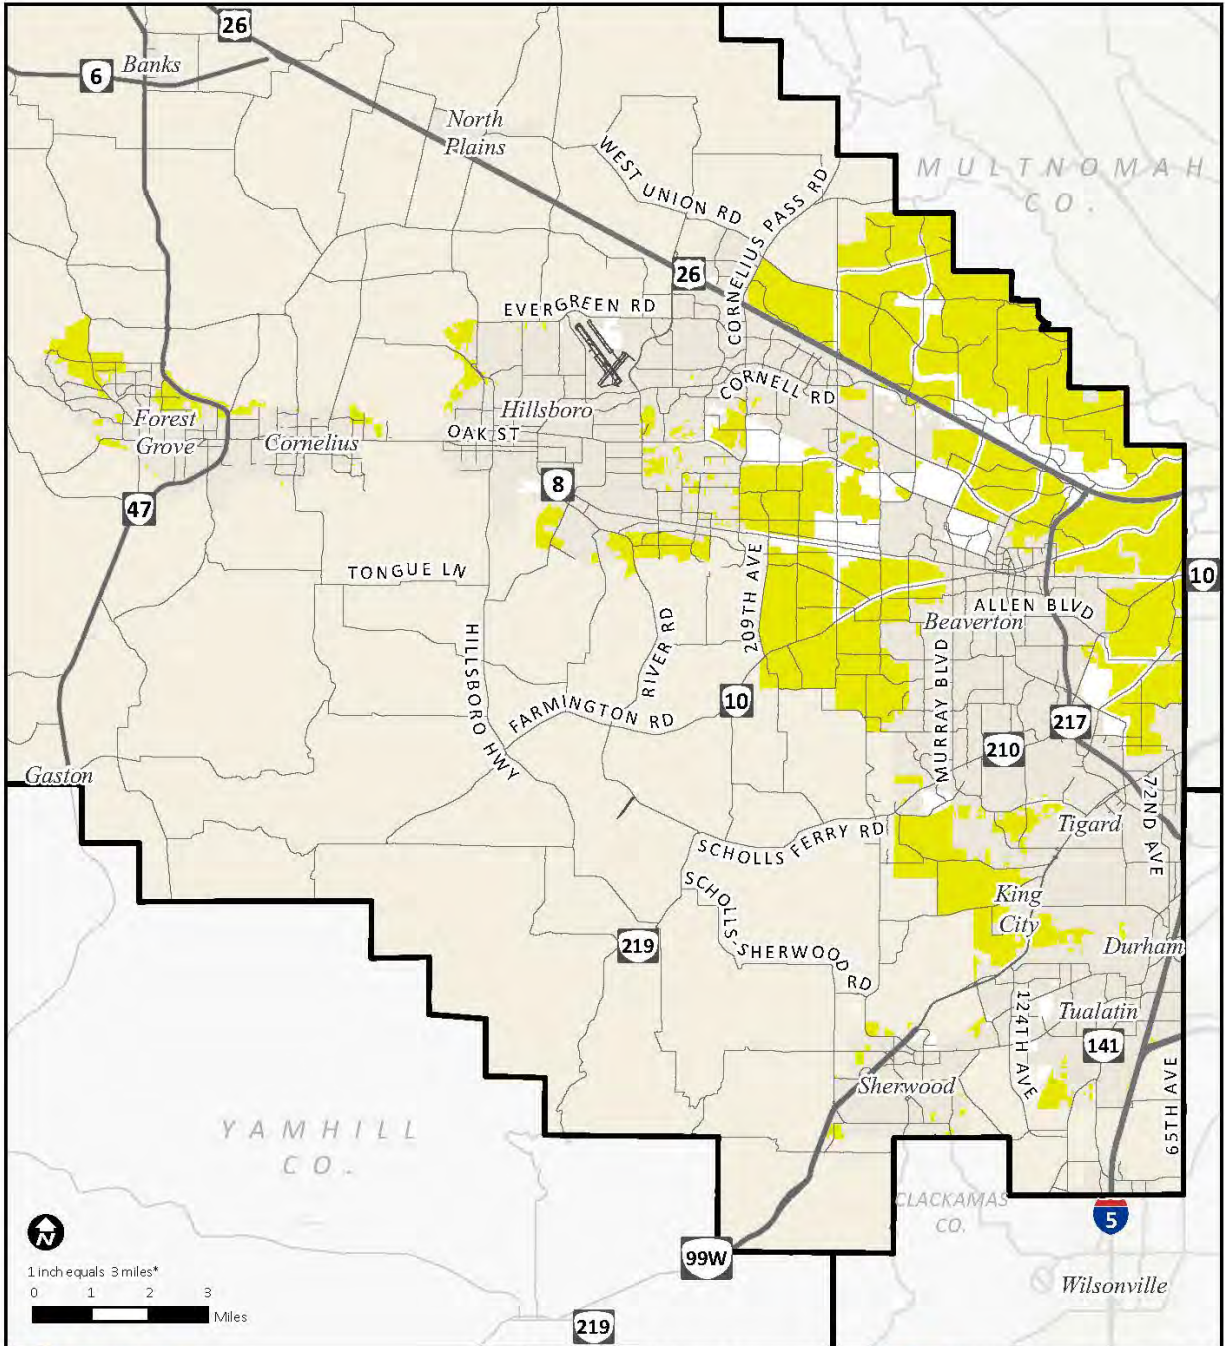 26
6
Banks
North
Plains
WEST UNION RD
CORNELIUS PASS RD
MULTNOMAH
CO.
26
EVERGREEN RD
CORNELL RD
Forest
Grove
Cornelius
Hillsboro
OAK ST
8
47
TONGUE LN
209TH AVE
ALLEN BLVD
Beaverton
10
HILLSBORO HWY
RIVER RD
FARMINGTON RD
10
MURRAY BLVD
217
210
Gaston
72ND AVE
Tigard
SCHOLLS FERRY RD
SCHOLLS-SHERWOOD RD
King
City
219
Durham
124TH AVE
Tualatin
141
Sherwood
65TH AVE
YAMHILL
CO.
CLACKAMAS
CO.
5
99W
Wilsonville
N
1 inch equals 3 miles*
0 1 2 3
Miles
219